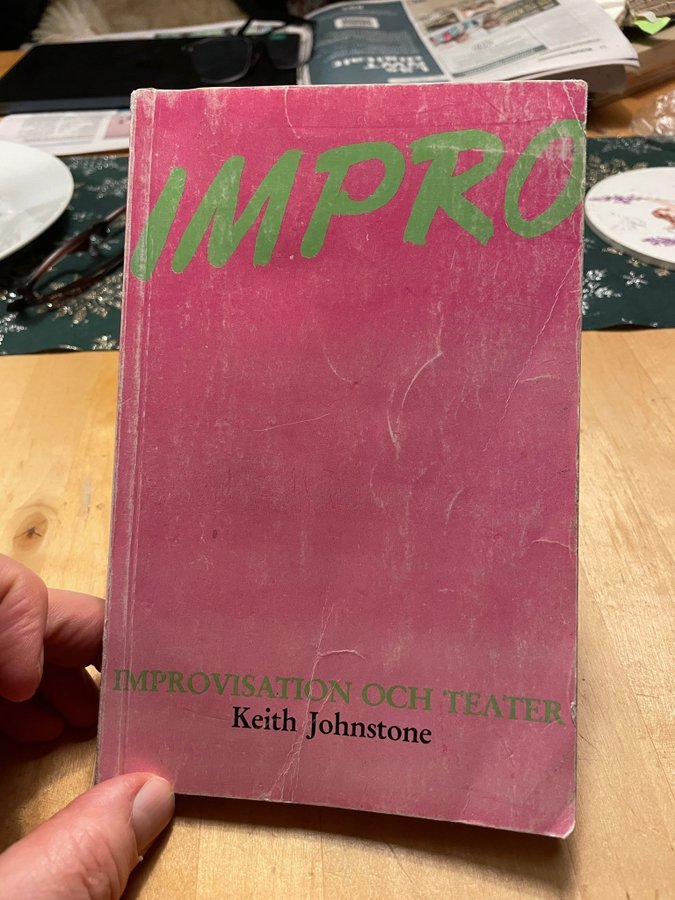 IMPRO
IMPROVISATION OCH TEATER
Keith Johnstone